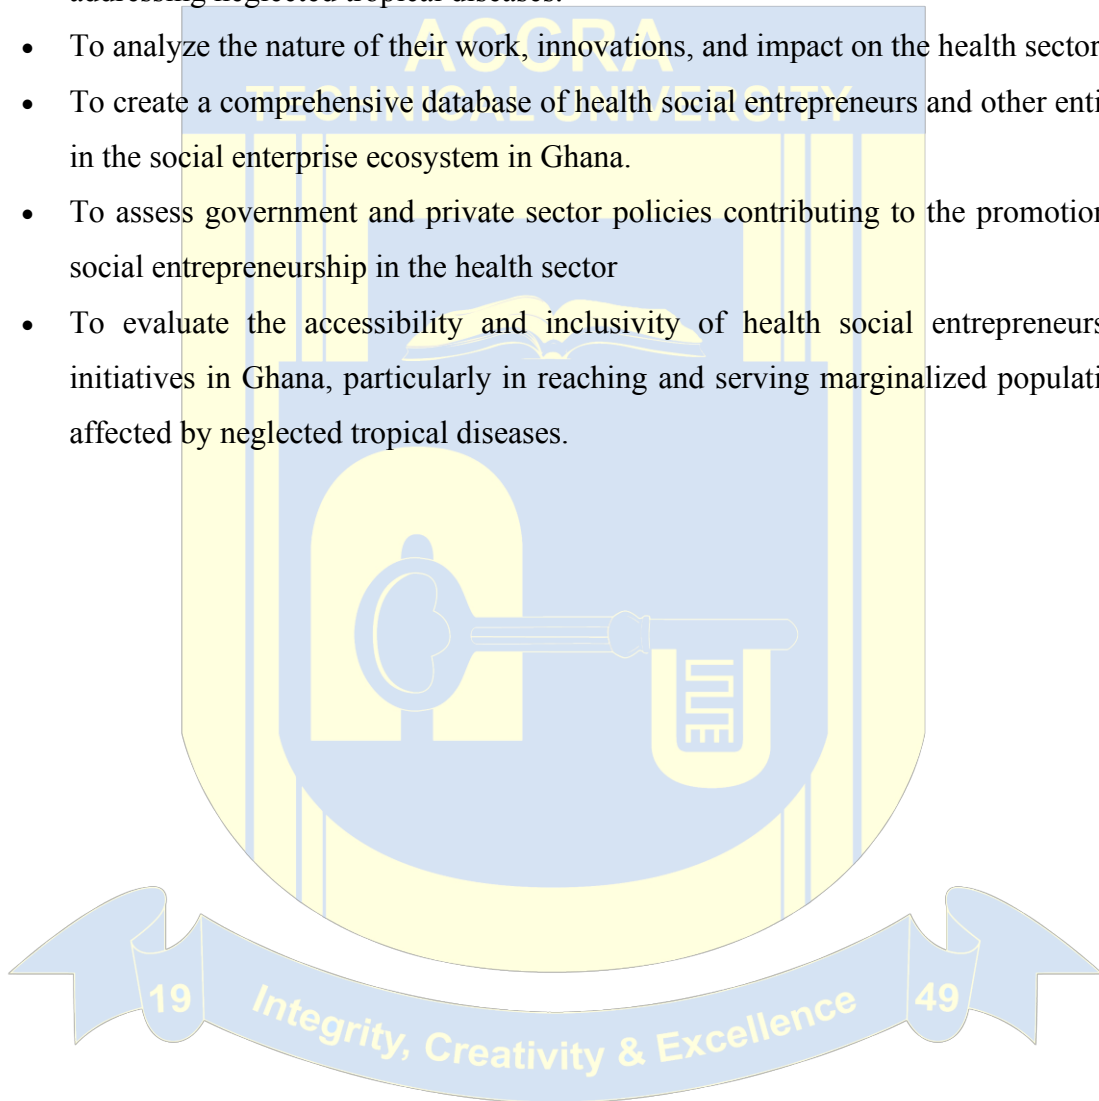 addressing neglected tropical diseases.
• To analyze the nature of their work, innovations, and impact on the health sector
• To create a comprehensive database of health social entrepreneurs and other enti
in the social enterprise ecosystem in Ghana.
• To assess government and private sector policies contributing to the promotion
social entrepreneurship in the health sector
• To evaluate the accessibility and inclusivity of health social entrepreneurs
initiatives in Ghana, particularly in reaching and serving marginalized populati
affected by neglected tropical diseases.
ACCRA
TECHNICAL UNIVERSITY
19 Integrity, Creativity & Excellence 49